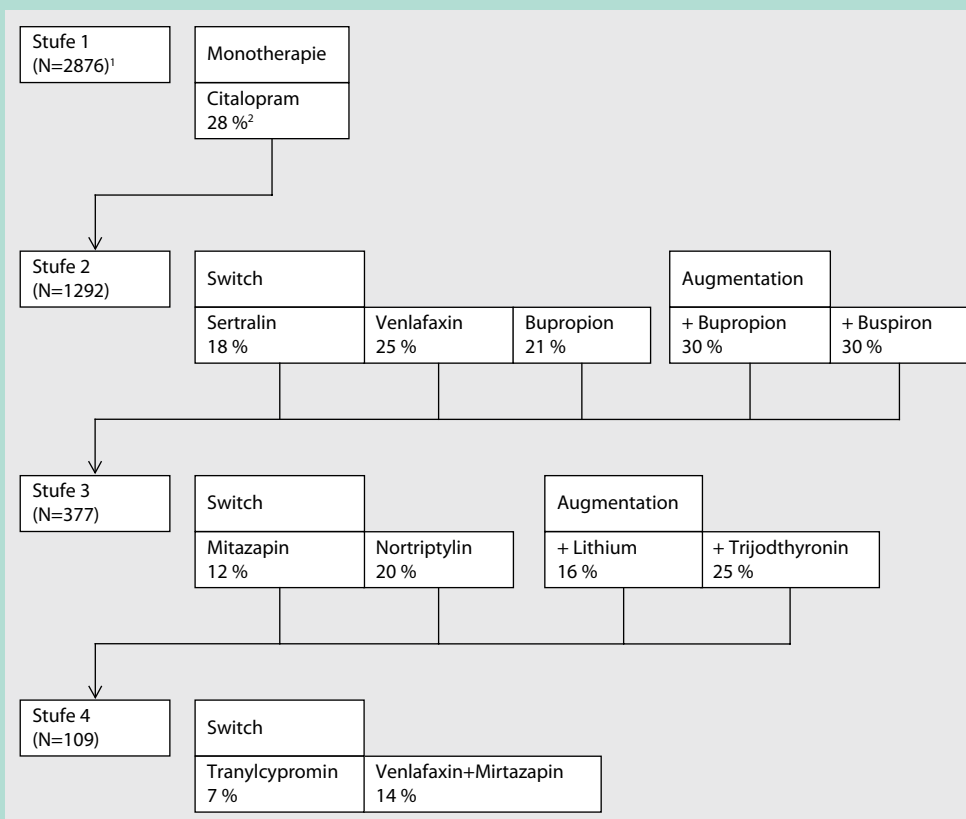 Stufe 1
(N=2876)¹
Monotherapie
Citalopram
28 %²
Stufe 2
(N=1292)
Switch
Augmentation
Sertralin
18 %
Venlafaxin
25 %
Bupropion
21 %
+ Bupropion
30 %
+ Buspiron
30 %
Stufe 3
(N=377)
Switch
Augmentation
Mitazapin
12 %
Nortriptylin
20 %
+ Lithium
16 %
+ Trijodthyronin
25 %
Stufe 4
(N=109)
Switch
Tranylcypromin
7 %
Venlafaxin+Mirtazapin
14 %